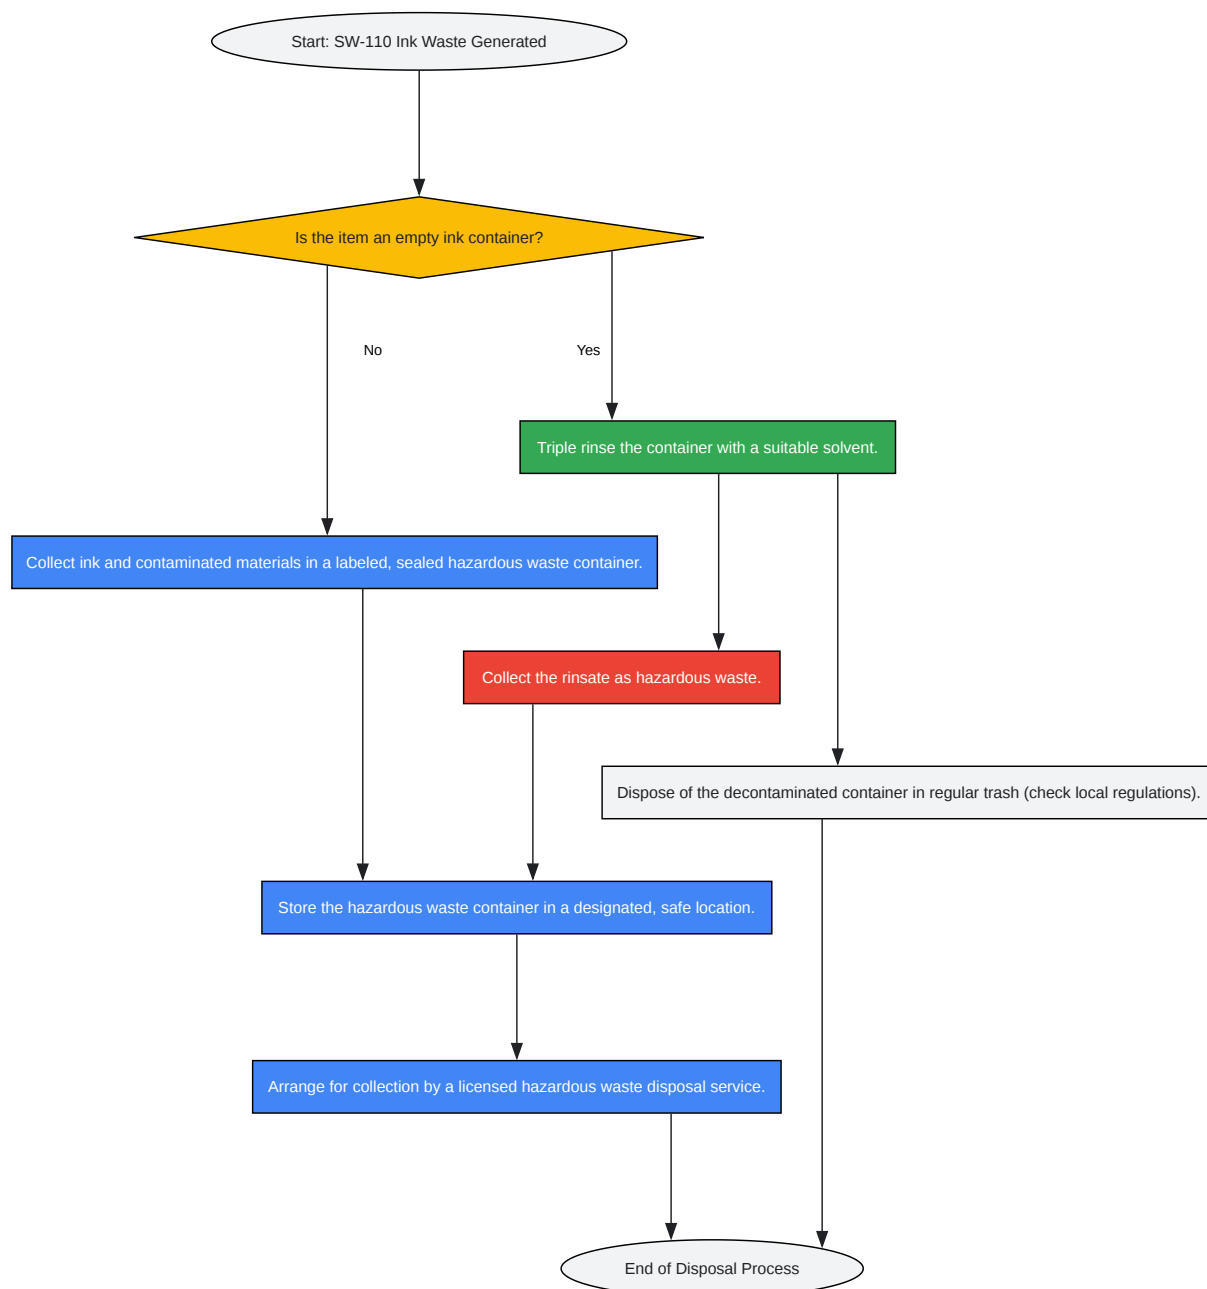 Start: SW-110 Ink Waste Generated
Is the item an empty ink container?
No
Yes
Triple rinse the container with a suitable solvent.
Collect ink and contaminated materials in a labeled, sealed hazardous waste container.
Collect the rinsate as hazardous waste.
Dispose of the decontaminated container in regular trash (check local regulations).
Store the hazardous waste container in a designated, safe location.
Arrange for collection by a licensed hazardous waste disposal service.
End of Disposal Process